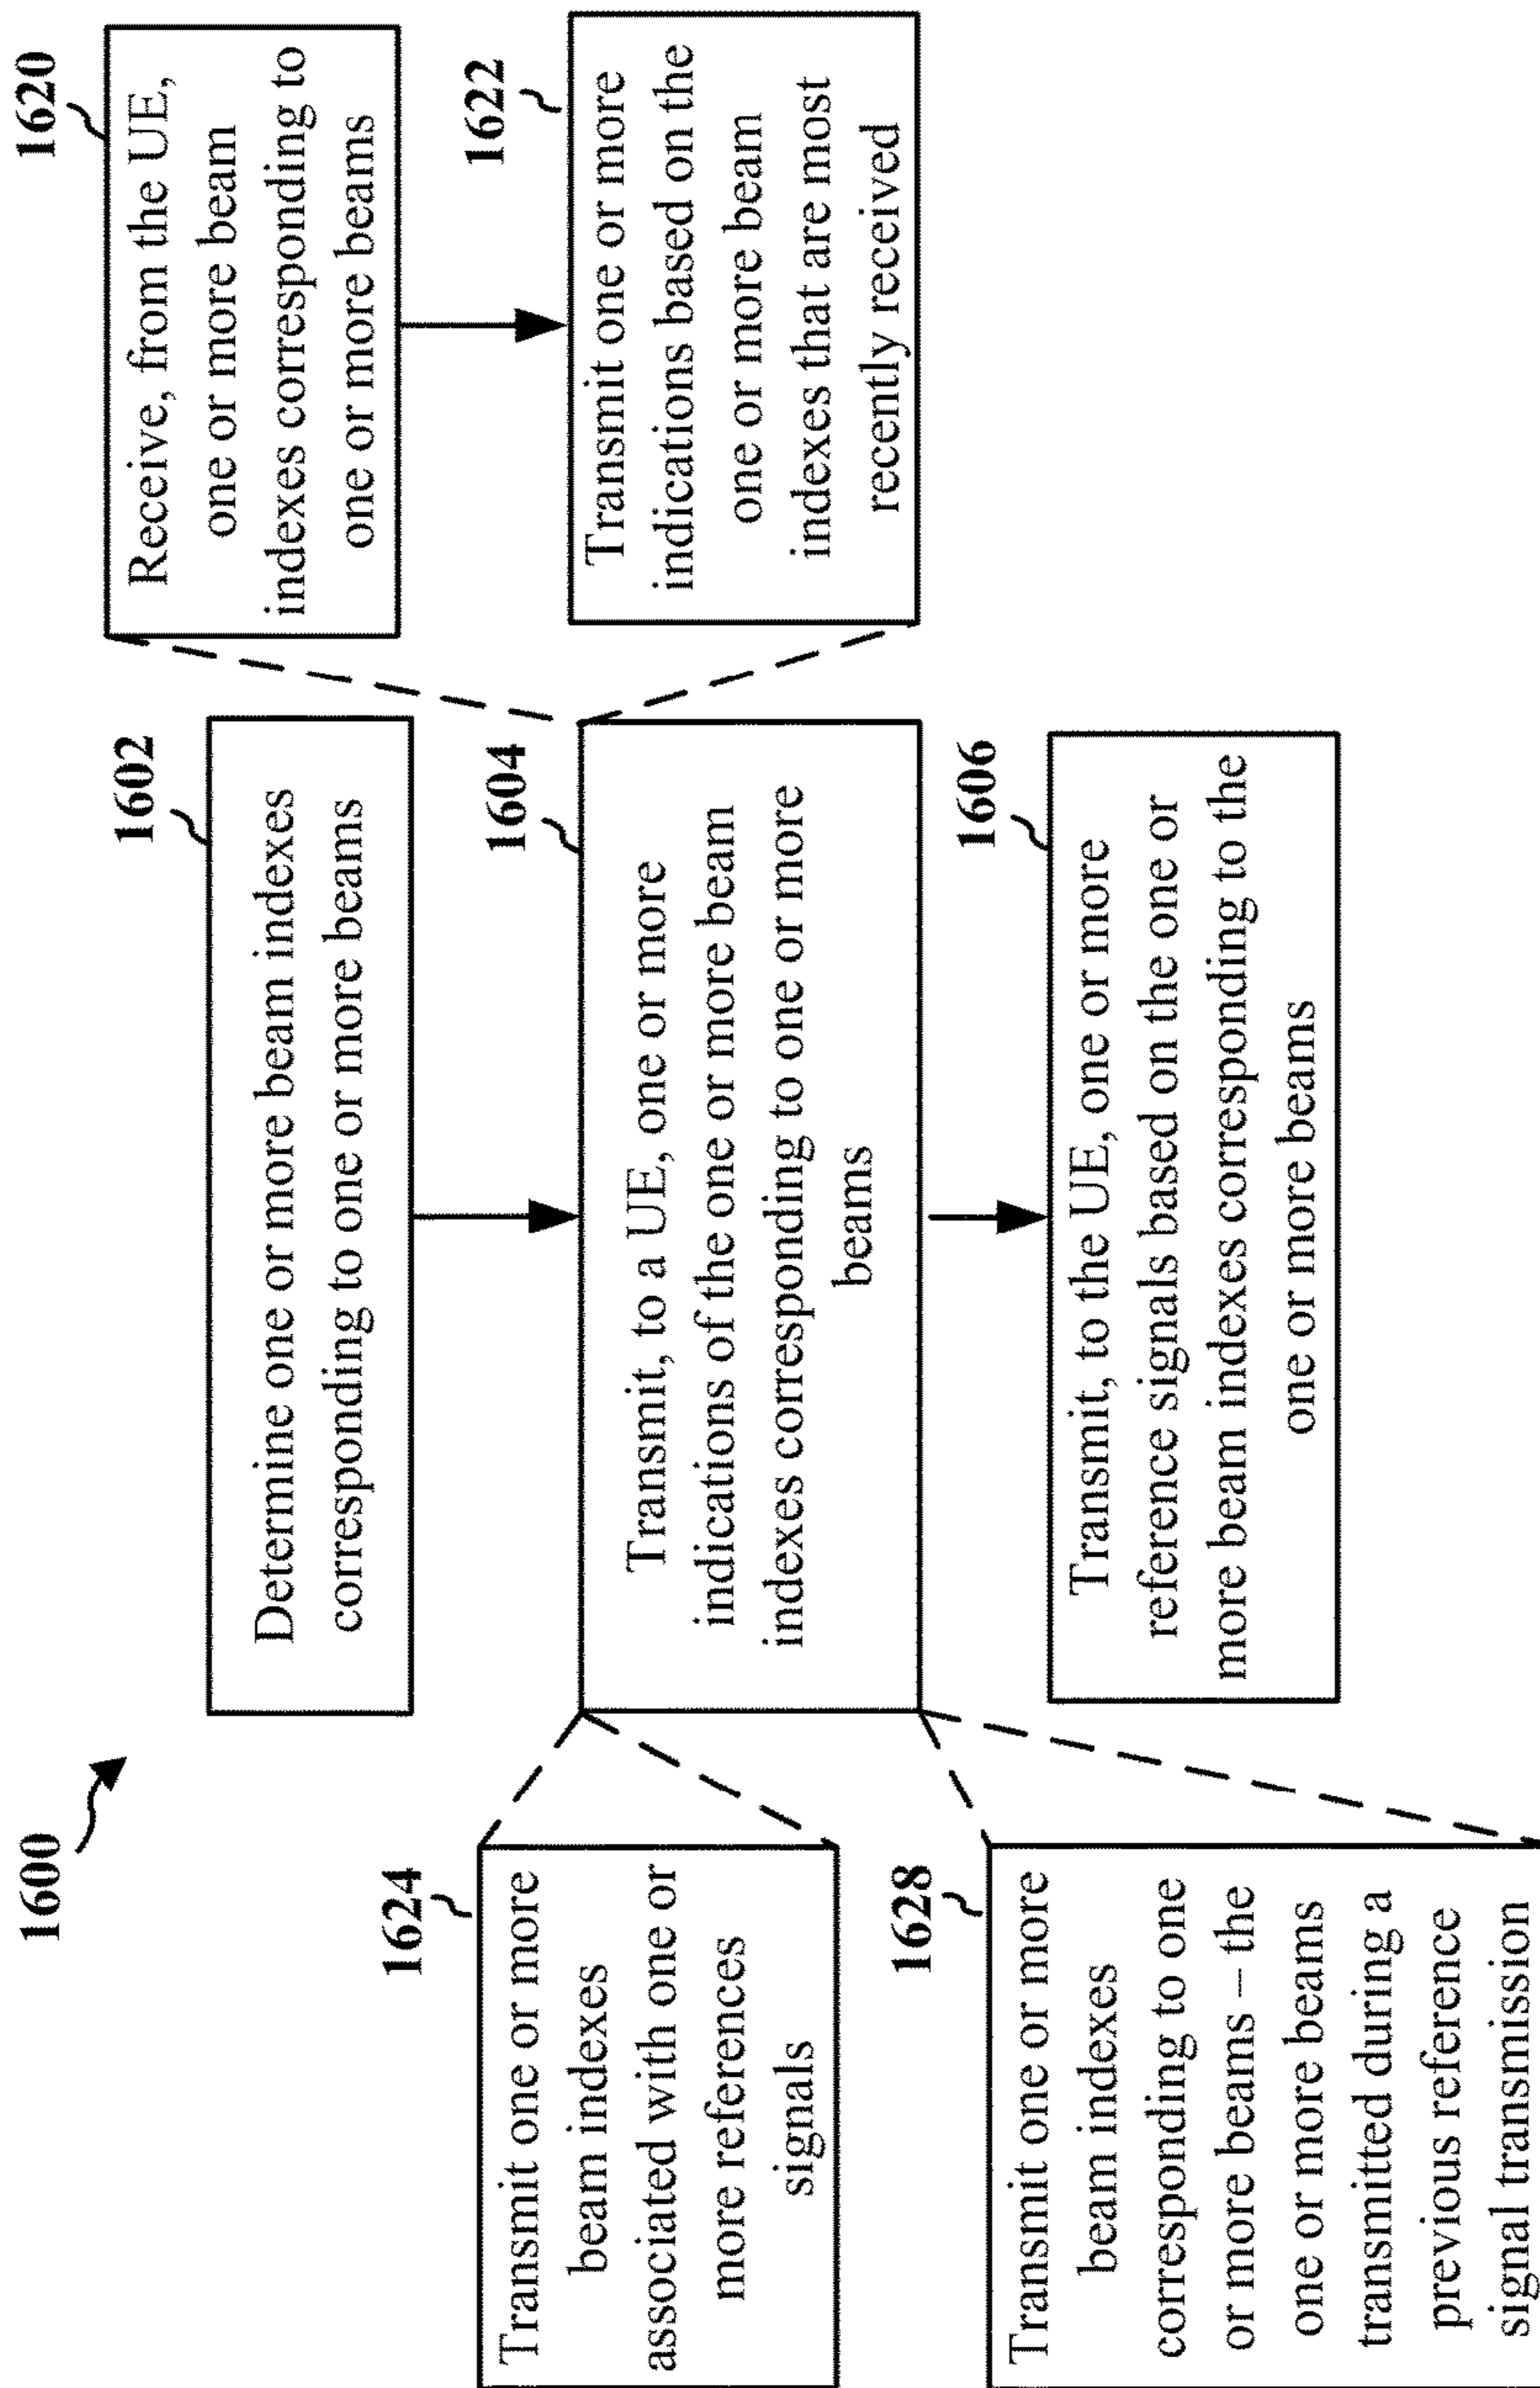 1600
1602
Determine one or more beam indexes
corresponding to one or more beams
1604
Transmit, to a UE, one or more
indications of the one or more beam
indexes corresponding to one or more
beams
1606
Transmit, to the UE, one or more
reference signals based on the one or
more beam indexes corresponding to the
one or more beams
1620
Receive, from the UE,
one or more beam
indexes corresponding to
one or more beams
1622
Transmit one or more
indications based on the
one or more beam
indexes that are most
recently received
1624
Transmit one or more
beam indexes
associated with one or
more references
signals
1628
Transmit one or more
beam indexes
corresponding to one
or more beams – the
one or more beams
transmitted during a
previous reference
signal transmission